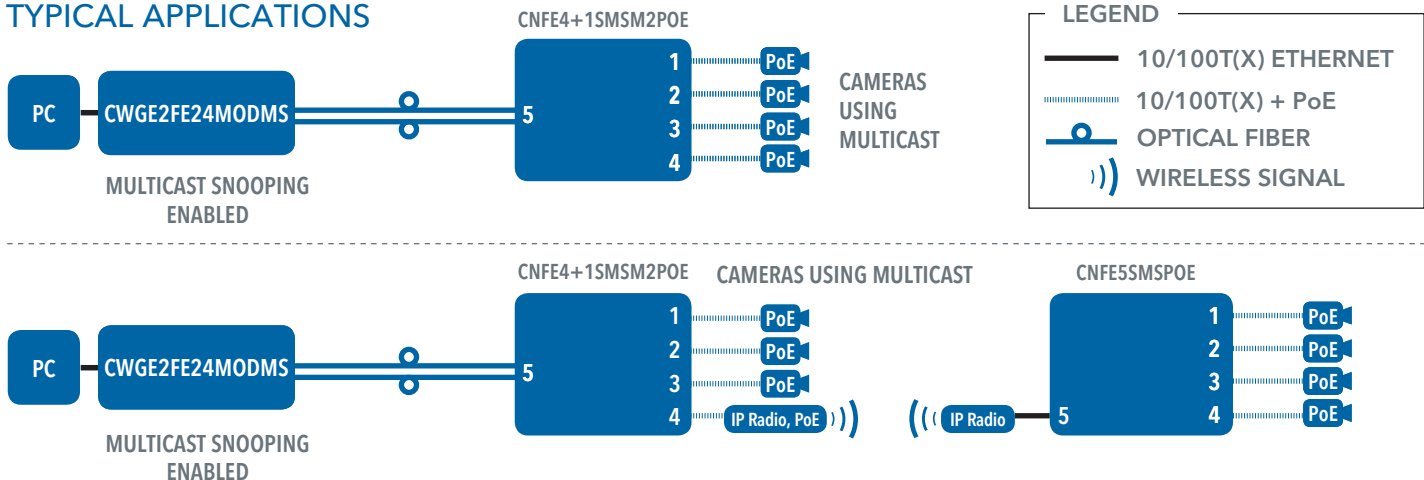 TYPICAL APPLICATIONS
CNFE4+1SMSM2POE
PC
CWGE2FE24MODMS
5
1
PoE
2
PoE
3
PoE
4
PoE
CAMERAS
USING
MULTICAST
MULTICAST SNOOPING
ENABLED
LEGEND
10/100T(X) ETHERNET
10/100T(X) + PoE
OPTICAL FIBER
WIRELESS SIGNAL
CNFE4+1SMSM2POE
CAMERAS USING MULTICAST
CNFE5SMSPOE
PC
CWGE2FE24MODMS
5
1
PoE
2
PoE
3
PoE
4
IP Radio, PoE
IP Radio
5
1
PoE
2
PoE
3
PoE
4
PoE
MULTICAST SNOOPING
ENABLED